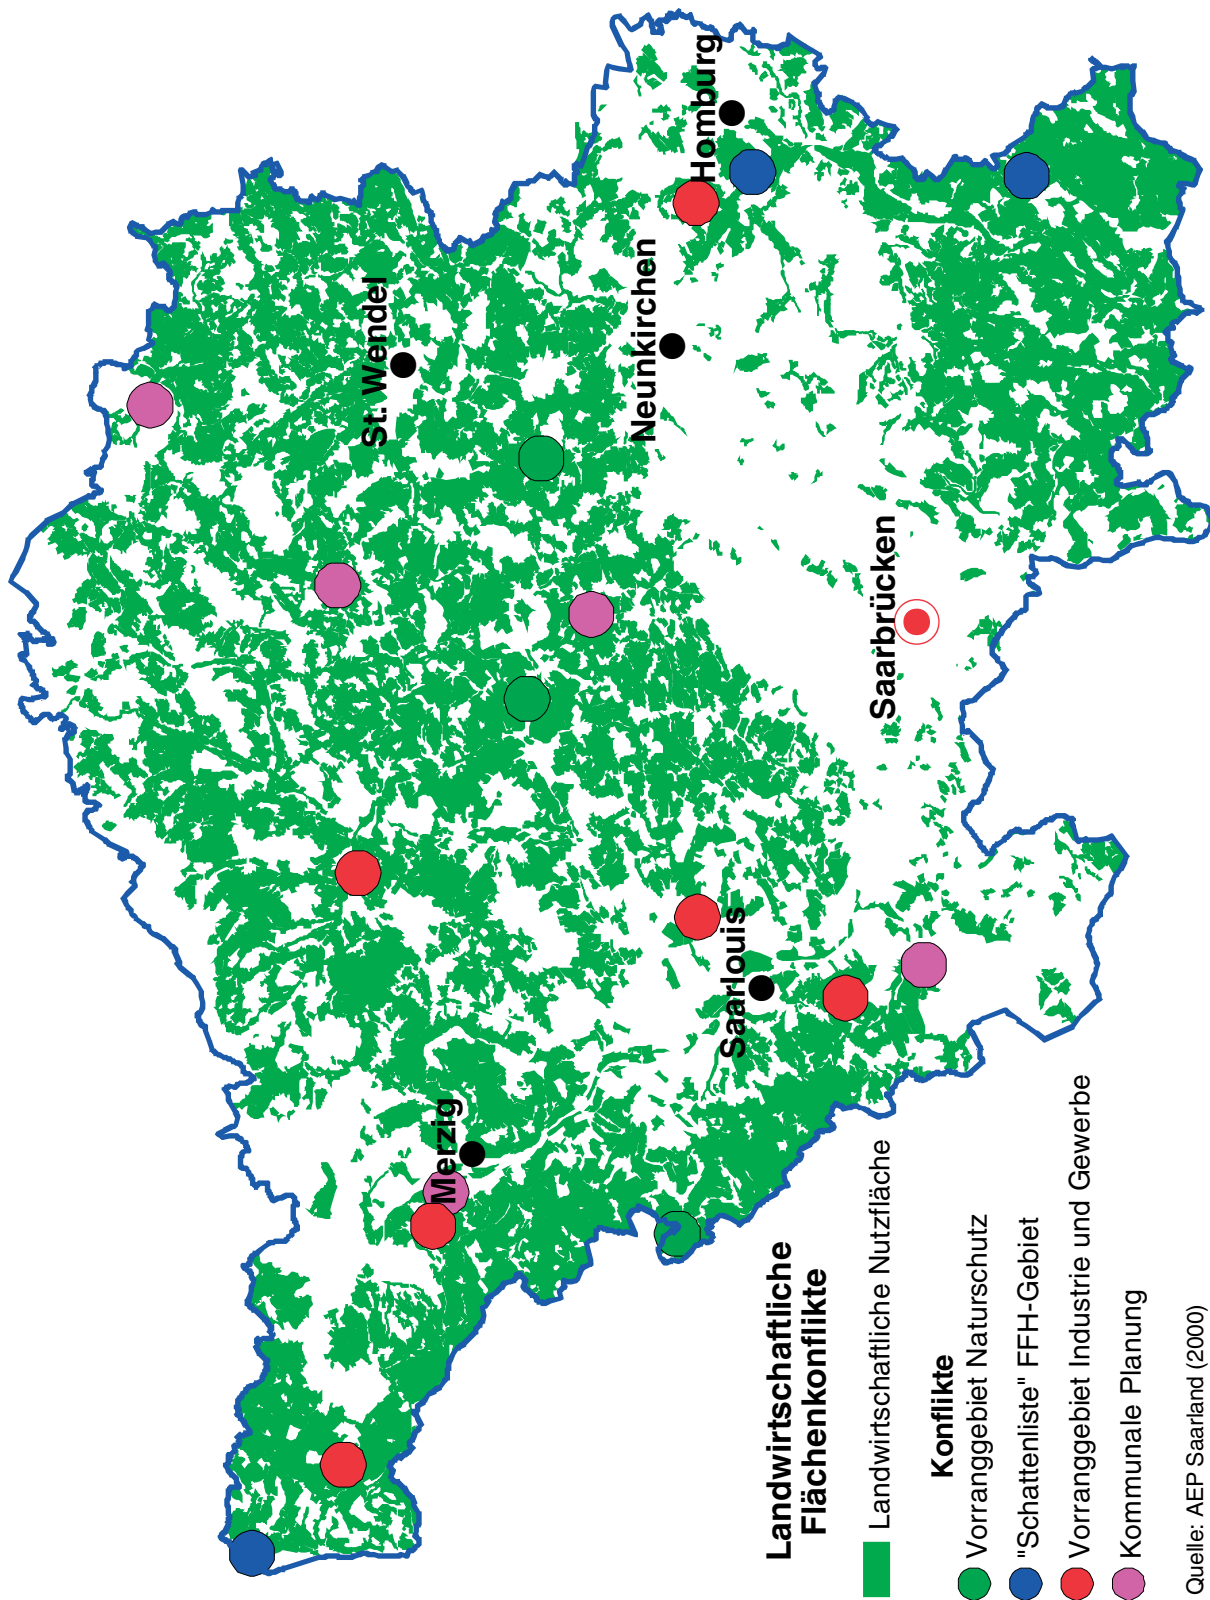 St. Wendel
Homburg
Neunkirchen
Saarbrücken
Merzig
Saarlouis
Landwirtschaftliche
Flächenkonflikte
Landwirtschaftliche Nutzfläche
Konflikte
Vorranggebiet Naturschutz
"Schattenliste" FFH-Gebiet
Vorranggebiet Industrie und Gewerbe
Kommunale Planung
Quelle: AEP Saarland (2000)